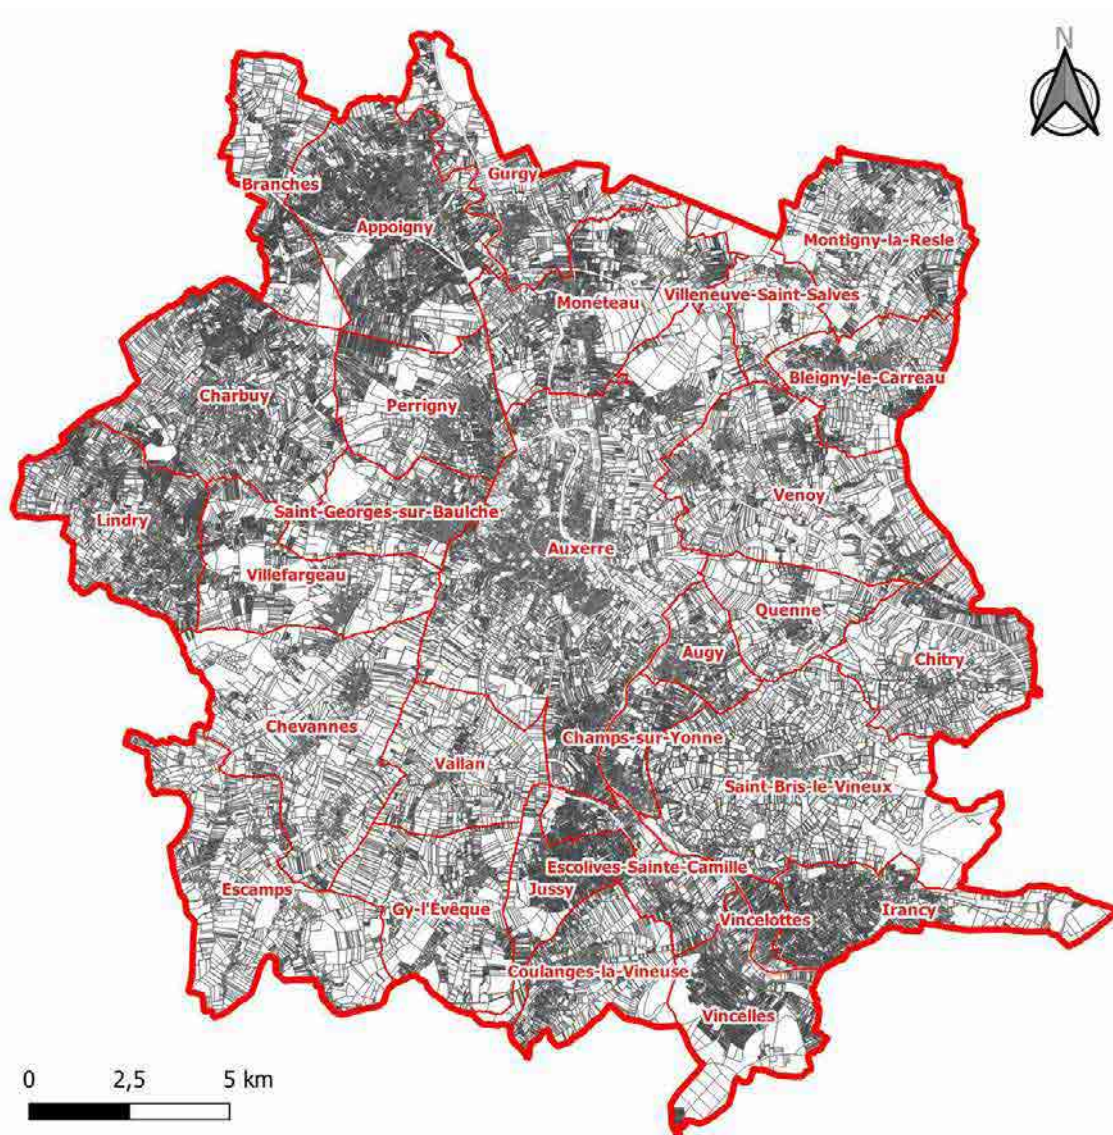 N
Gurgy
Branches
Appoigny
Montigny-la-Resle
Monéteau
Villeneuve-Saint-Salves
Bleigny-le-Carreau
Charbuy
Perrigny
Venoy
Saint-Georges-sur-Baulche
Lindry
Auxerre
Villefargeau
Quenne
Augy
Chitry
Chevannes
Champs-sur-Yonne
Vallan
Saint-Bris-le-Vineux
Escolives-Sainte-Camille
Escamps
Jussy
Gy-l'Évêque
Irancy
Vincelottes
Coulanges-la-Vineuse
Vincelles
0 2,5 5 km